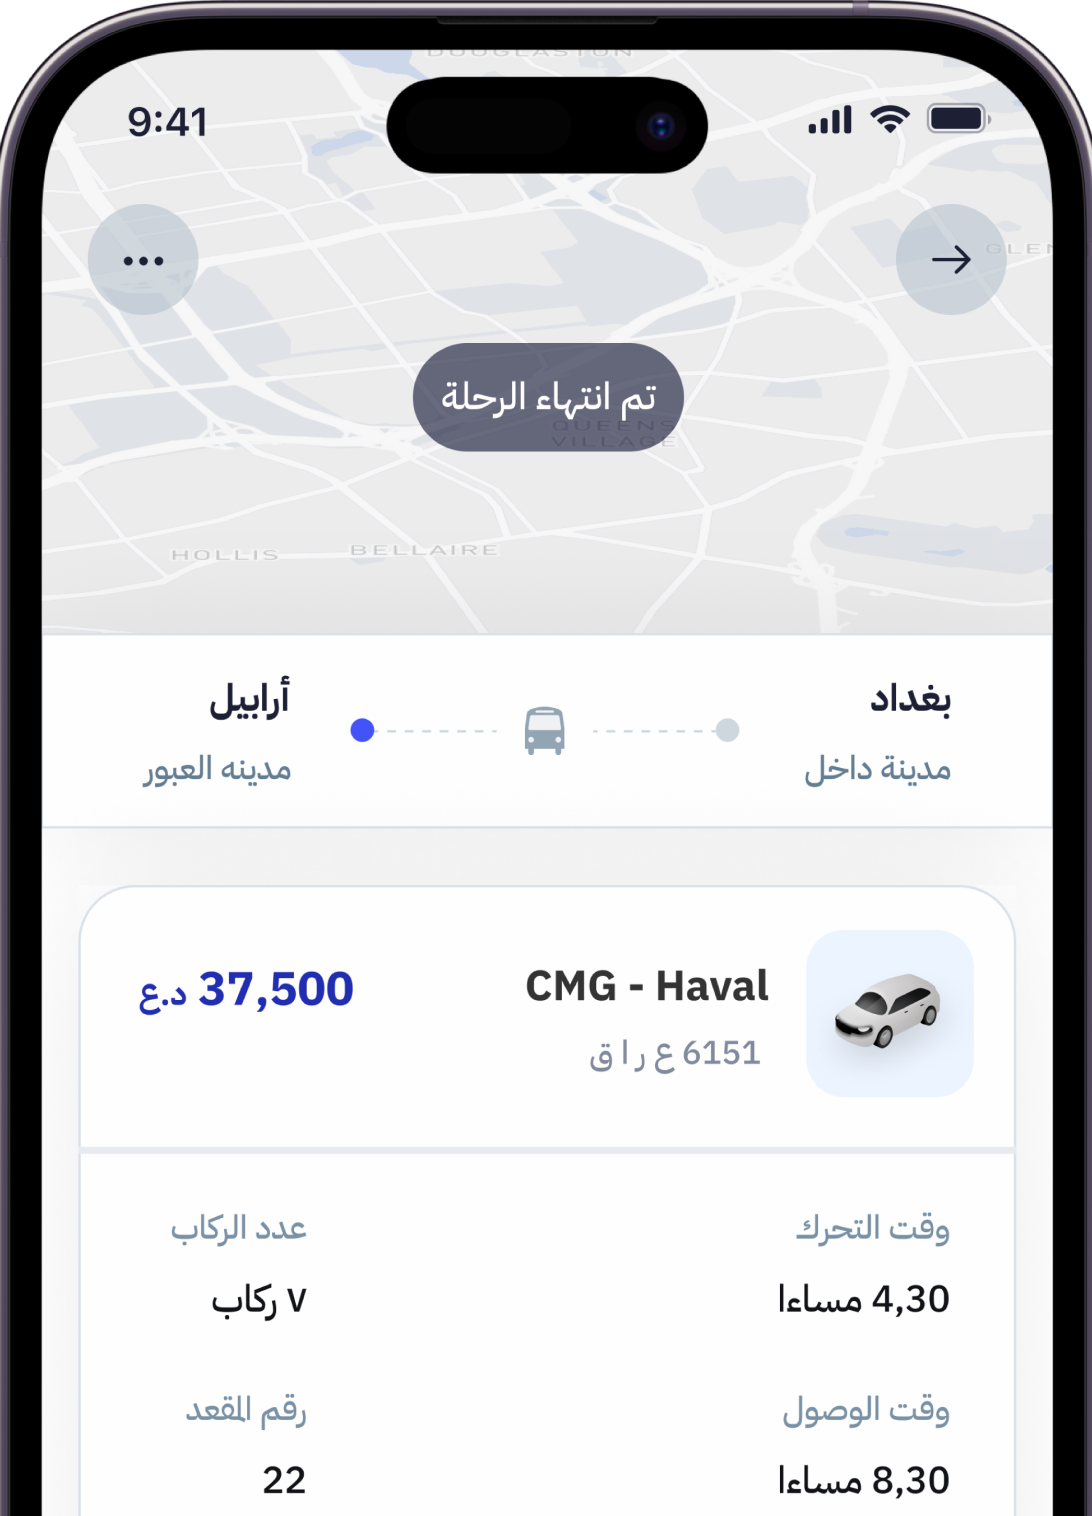 DOUGLASTON
9:41
GLEN
تم انتهاء الرحلة
QUEENS
VILLAGE
HOLLIS
BELLAIRE
بغداد
أرابيل
مدينة داخل
مدينه العبور
CMG - Haval
37,500 د.ع
6151 ع ر ا ق
وقت التحرك
عدد الركاب
4,30 مساءا
٧ ركاب
وقت الوصول
رقم المقعد
8,30 مساءا
22